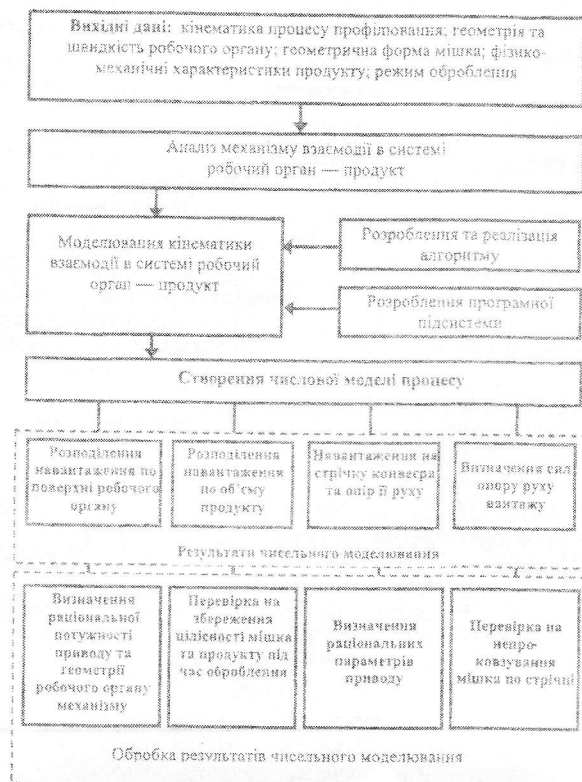 Вихідні дані: кінематика процесу профілювання; геометрія та
швидкість робочого органу; геометрична форма мішка; фізико-
механічні характеристики продукту; режим оброблення
Аналіз механізму взаємодії в системі
робочий орган — продукт
Моделювання кінематики
взаємодії в системі робочий
орган — продукт
Розроблення та реалізація
алгоритму
Розроблення програмної
підсистеми
Створення числової моделі процесу
Розподілення
навантаження по
поверхні робочого
органу
Розподілення
навантаження
по об'єму
продукту
Навантаження на
стрічку конвеєра
та опір її руху
Визначення сил
опору руху
вантажу
Результати чисельного моделювання
Визначення
раціональної
потужності
приводу та
геометрії
робочого органу
механізму
Перевірка на
збереження
цілісності мішка
та продукту під
час оброблення
Визначення
раціональних
параметрів
приводу
Перевірка на
непро-
ковзування
мішка по стрічці
Обробка результатів чисельного моделювання